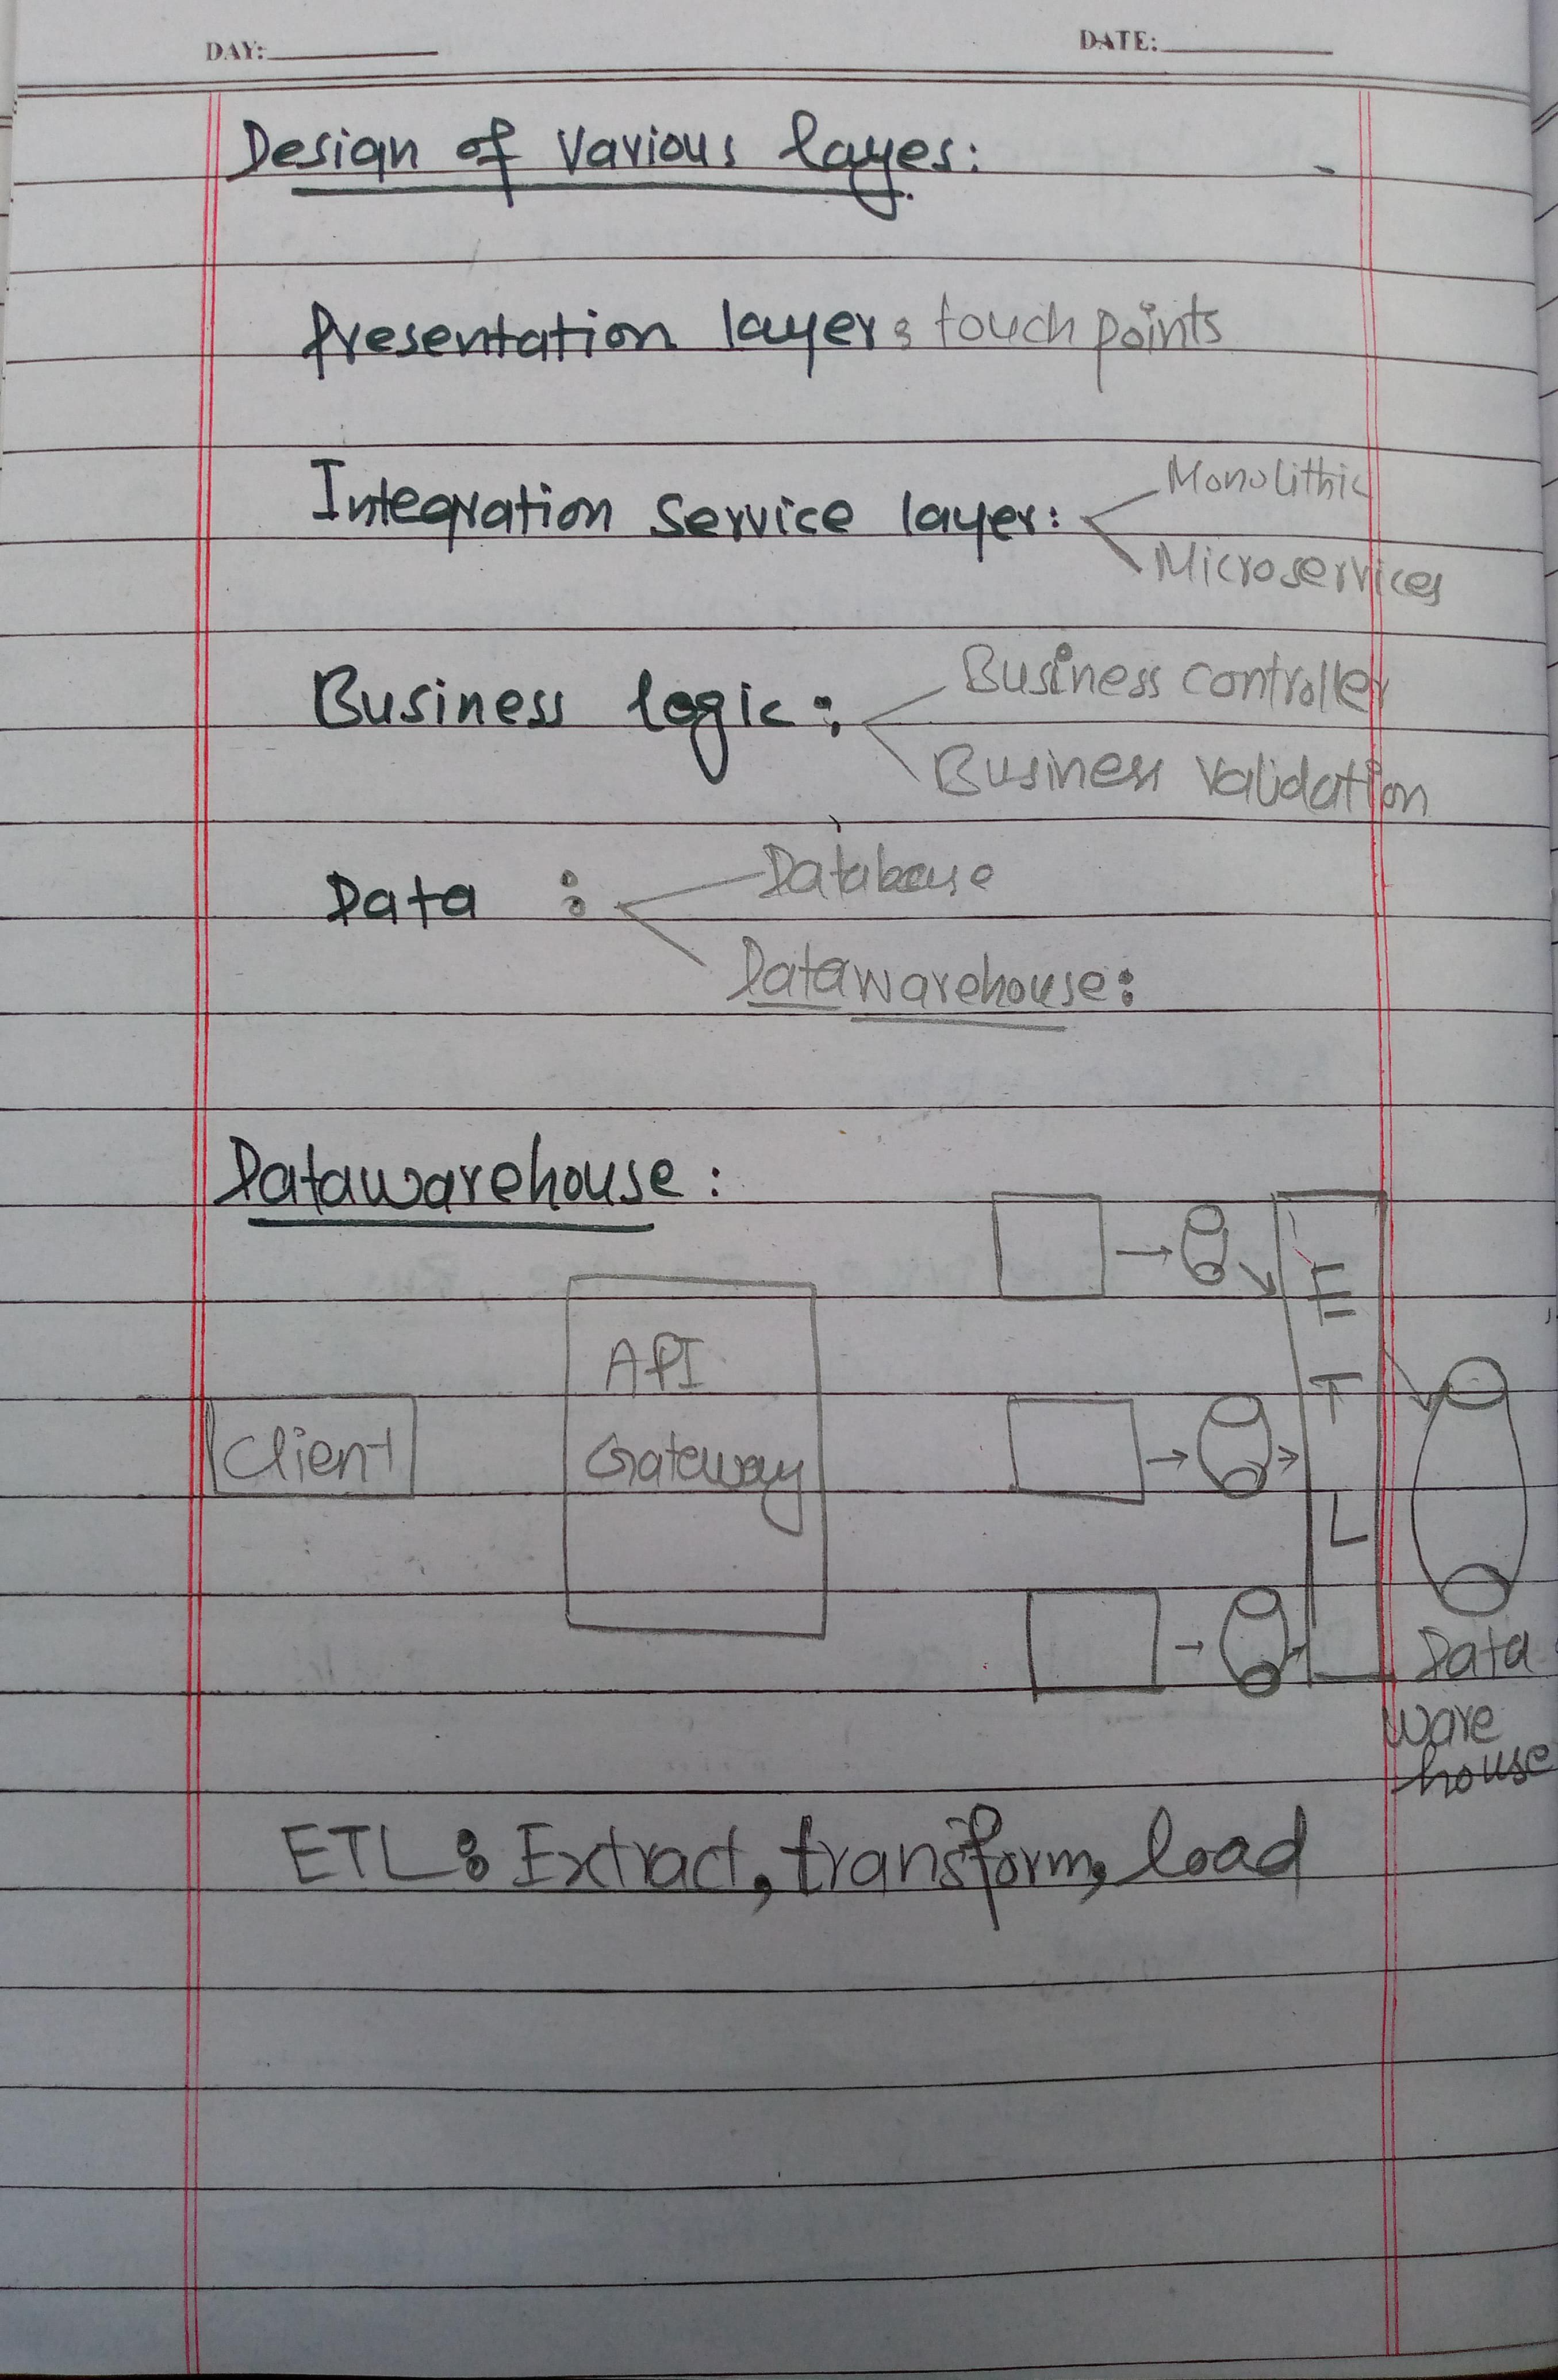 DAY: DATE:
Design of Various layes:
Presentation layer: touch points
Integration Service layer:
Monolithic
Microservices
Business logic:
Business controller
Business Validation
Data :
Database
Datawarehouse:
Datawarehouse:
Client
API
Gateway
E
T
L
Data
ware
house
ETL: Extract, transform, load